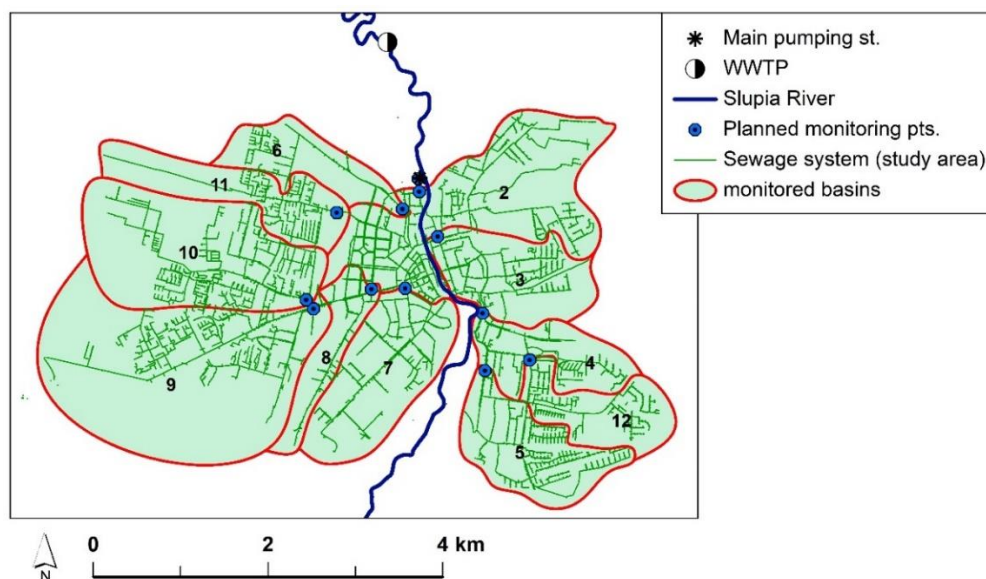 Main pumping st.
WWTP
Slupia River
Planned monitoring pts.
Sewage system (study area)
monitored basins
6
11
2
10
3
8
7
4
9
12
5
0 2 4 km
N